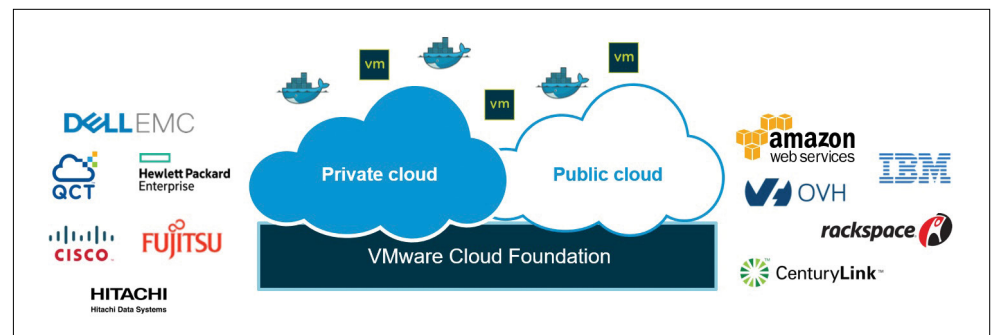 vm
vm
vm
DELLEMC
QCT
Hewlett Packard
Enterprise
CISCO
FUJITSU
HITACHI
Hitachi Data Systems
Private cloud
Public cloud
VMware Cloud Foundation
amazon
web services
IBM
OVH
rackspace
CenturyLink™